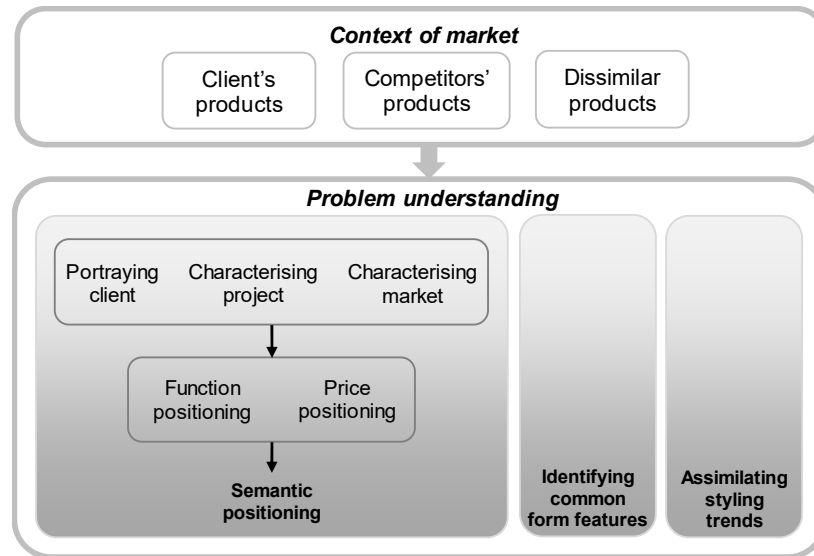 Context of market
Client's
products
Competitors'
products
Dissimilar
products
Problem understanding
Portraying
client
Characterising
project
Characterising
market
Function
positioning
Price
positioning
Semantic
positioning
Identifying
common
form features
Assimilating
styling
trends